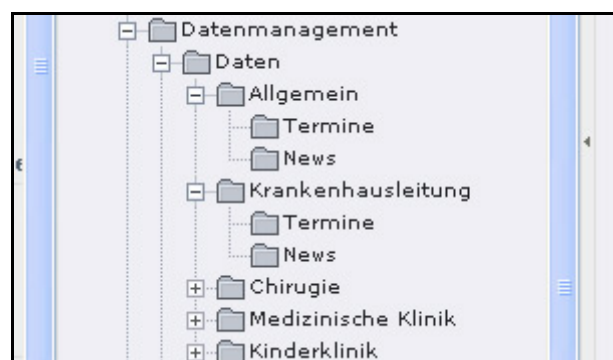 Datenmanagement
Daten
Allgemein
Termine
News
Krankenhausleitung
Termine
News
Chirugie
Medizinische Klinik
Kinderklinik